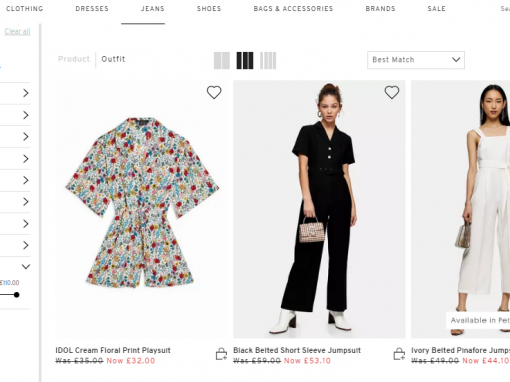 CLOTHING DRESSES JEANS SHOES BAGS & ACCESSORIES BRANDS SALE Sea
Clear all
Product Outfit
Best Match
£110.00
Available in Pet
IDOL Cream Floral Print Playsuit
Was £35.00 Now £32.00
Black Belted Short Sleeve Jumpsuit
Was £59.00 Now £53.10
Ivory Belted Pinafore Jumps
Was £49.00 Now £44.10